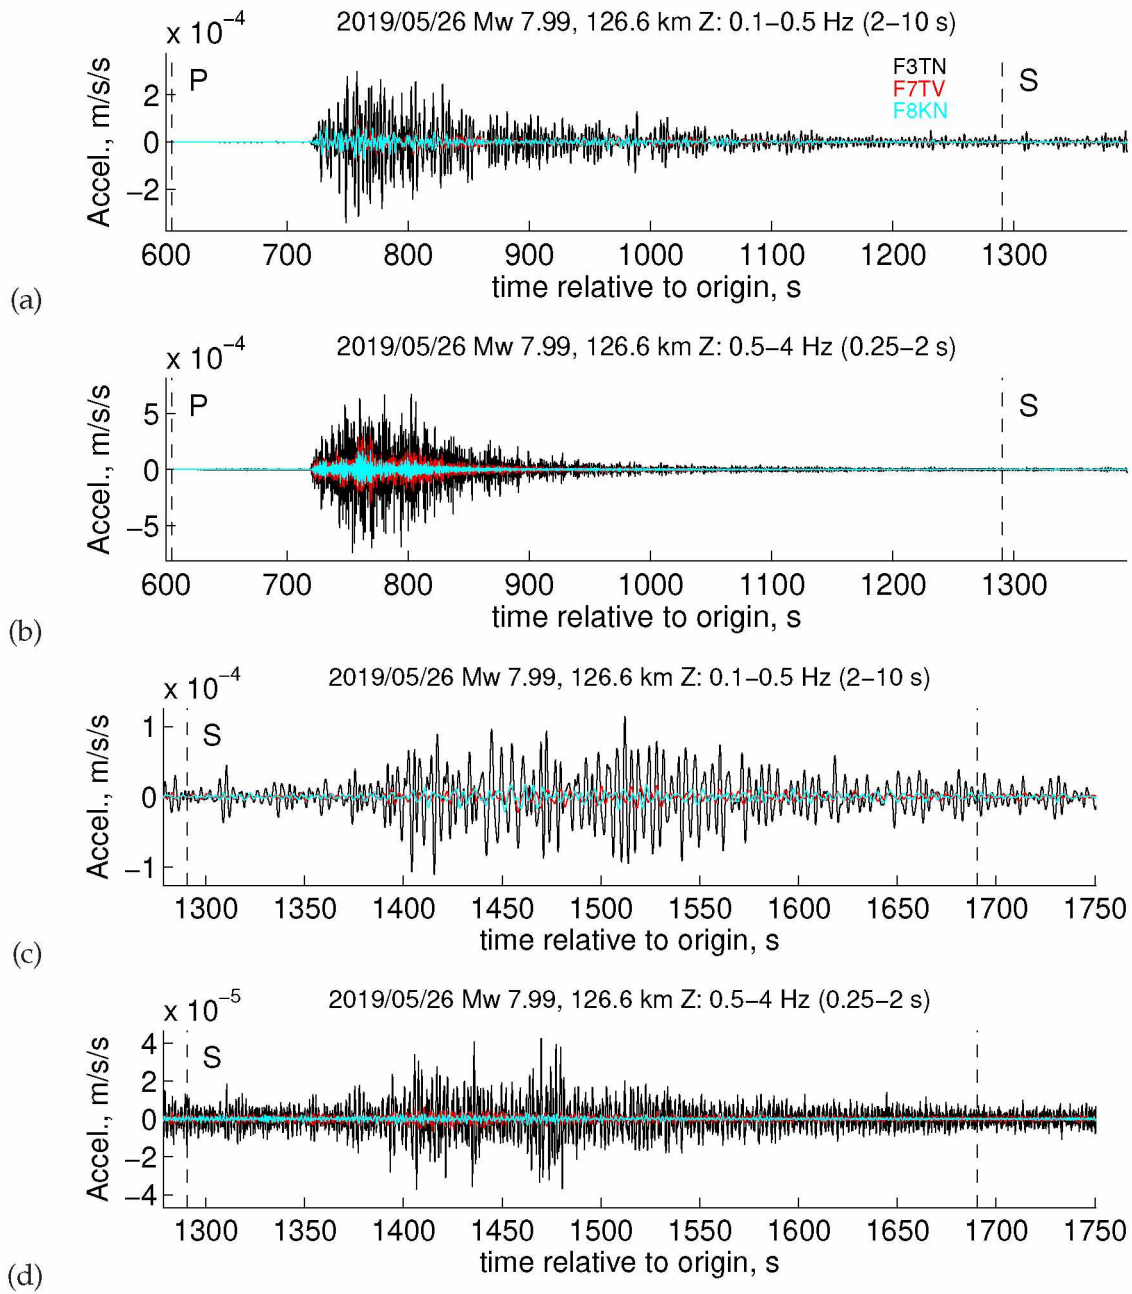 x 10-4
2019/05/26 Mw 7.99, 126.6 km Z: 0.1−0.5 Hz (2−10 s)
P
F3TN
F7TV
F8KN
S
2
0
−2
Accel., m/s/s
600 700 800 900 1000 1100 1200 1300
time relative to origin, s
(a)
x 10-4
2019/05/26 Mw 7.99, 126.6 km Z: 0.5−4 Hz (0.25−2 s)
P
S
5
0
−5
Accel., m/s/s
600 700 800 900 1000 1100 1200 1300
time relative to origin, s
(b)
x 10-4
2019/05/26 Mw 7.99, 126.6 km Z: 0.1−0.5 Hz (2−10 s)
S
1
0
−1
Accel., m/s/s
1300 1350 1400 1450 1500 1550 1600 1650 1700 1750
time relative to origin, s
(c)
x 10-5
2019/05/26 Mw 7.99, 126.6 km Z: 0.5−4 Hz (0.25−2 s)
S
4
2
0
−2
−4
Accel., m/s/s
1300 1350 1400 1450 1500 1550 1600 1650 1700 1750
time relative to origin, s
(d)